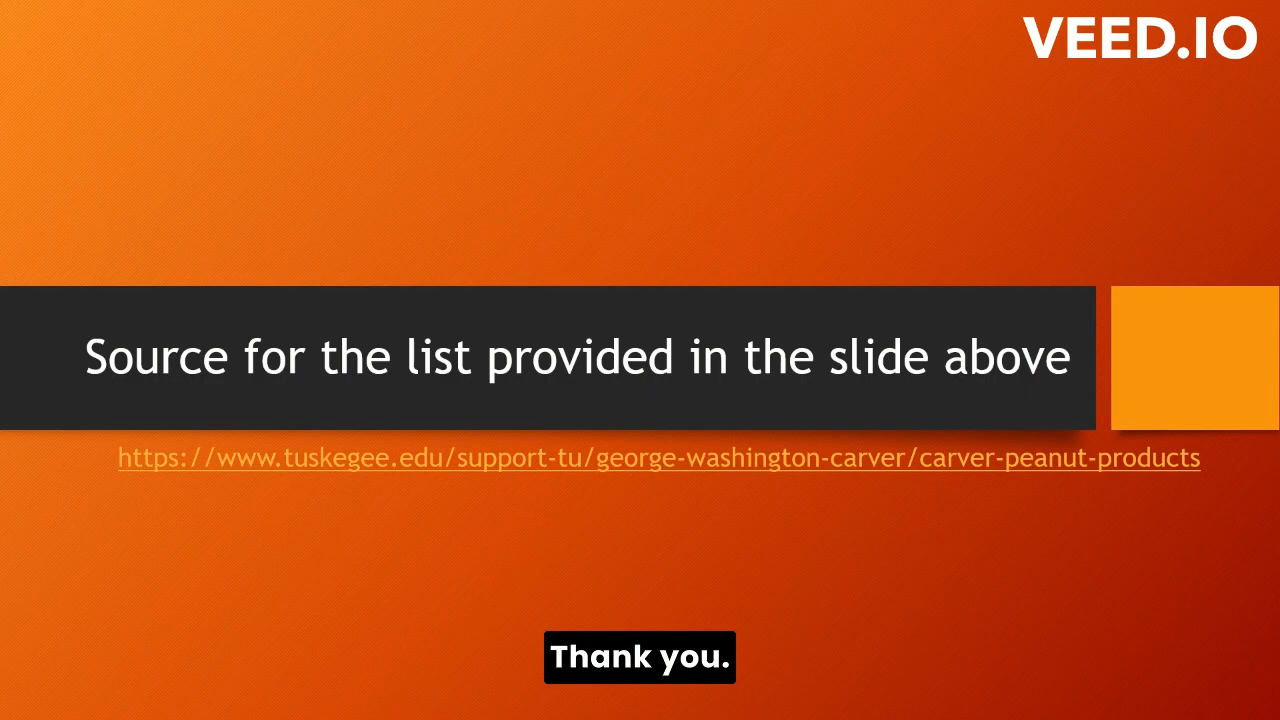 VEED.IO
Source for the list provided in the slide above
https://www.tuskegee.edu/support-tu/george-washington-carver/carver-peanut-products
Thank you.